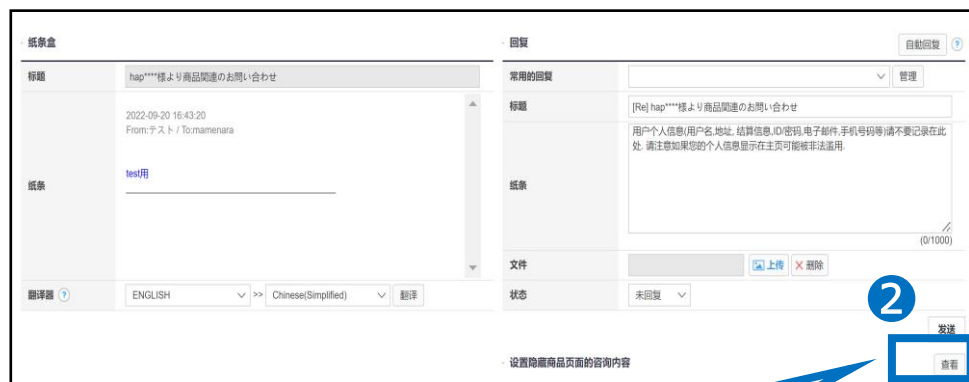 纸条盒
标题
hap****様より商品関連のお問い合わせ
纸条
2022-09-20 16:43:20
From:テスト / To:mamenara
test用
翻译器 ?
ENGLISH >> Chinese(Simplified) 翻译
回复
自動回复 ?
常用的回复
管理
标题
[Re] hap****様より商品関連のお問い合わせ
纸条
用户个人信息(用户名,地址, 结算信息,ID/密码,电子邮件,手机号码等)请不要记录在此
处. 请注意如果您的个人信息显示在主页可能被非法滥用.
(0/1000)
文件
上传 删除
状态
未回复
2
发送
设置隐藏商品页面的咨询内容
查看